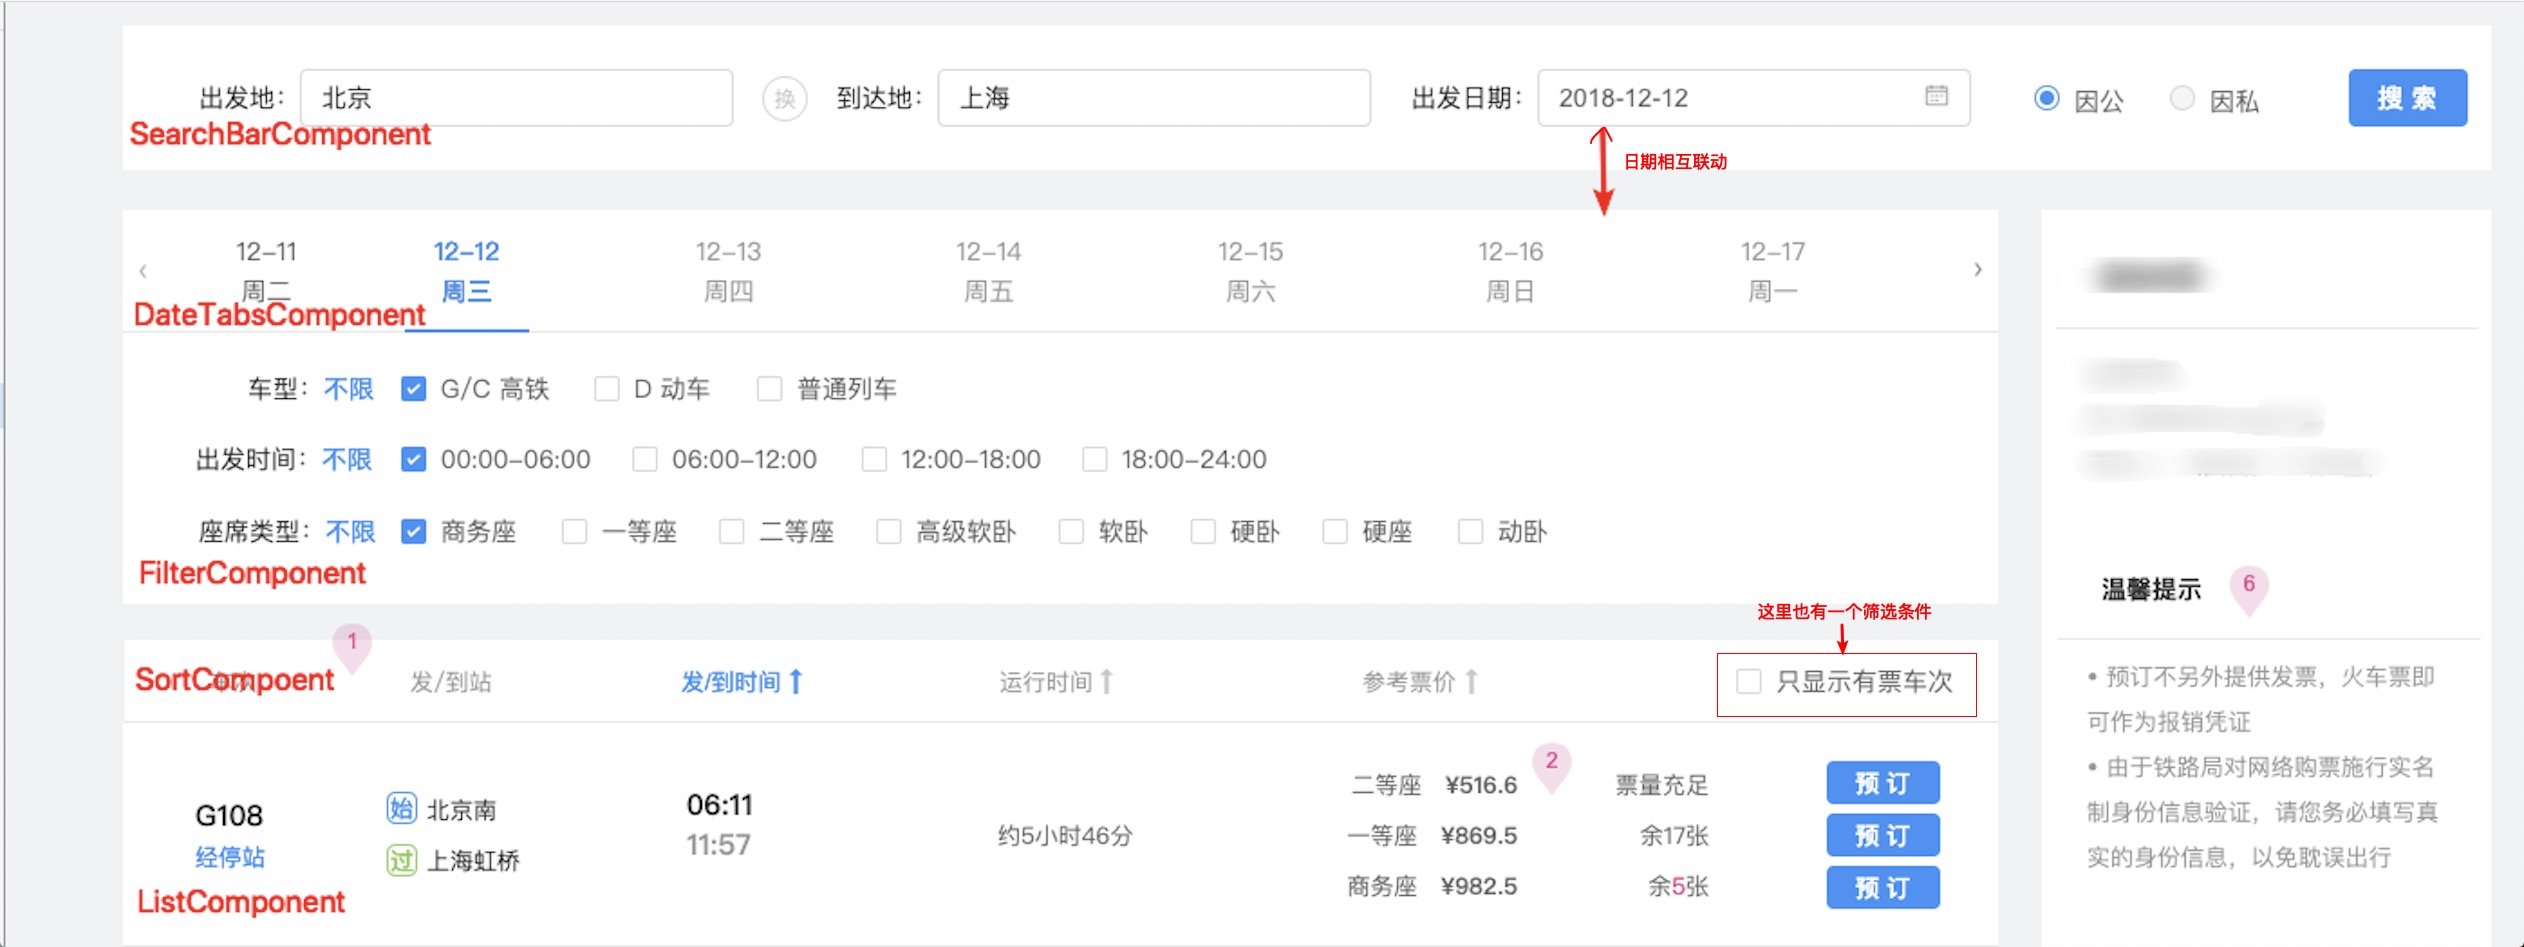 出发地： 北京 换 到达地： 上海 出发日期： 2018-12-12 因公 因私 搜 索
SearchBarComponent
日期相互联动
‹ 12-11 12-12 12-13 12-14 12-15 12-16 12-17 ›
周二 周三 周四 周五 周六 周日 周一
DateTabsComponent
车型： 不限 G/C 高铁 D 动车 普通列车
出发时间： 不限 00:00-06:00 06:00-12:00 12:00-18:00 18:00-24:00
座席类型： 不限 商务座 一等座 二等座 高级软卧 软卧 硬卧 硬座 动卧
FilterComponent
这里也有一个筛选条件
1
SortCompoent 发/到站 发/到时间↑ 运行时间↑ 参考票价↑ 只显示有票车次
2
二等座 ¥516.6 票量充足 预 订
G108 始 北京南 06:11
约5小时46分 一等座 ¥869.5 余17张 预 订
经停站 过 上海虹桥 11:57
商务座 ¥982.5 余5张 预 订
ListComponent
温馨提示 6
• 预订不另外提供发票，火车票即
可作为报销凭证
• 由于铁路局对网络购票施行实名
制身份信息验证，请您务必填写真
实的身份信息，以免耽误出行